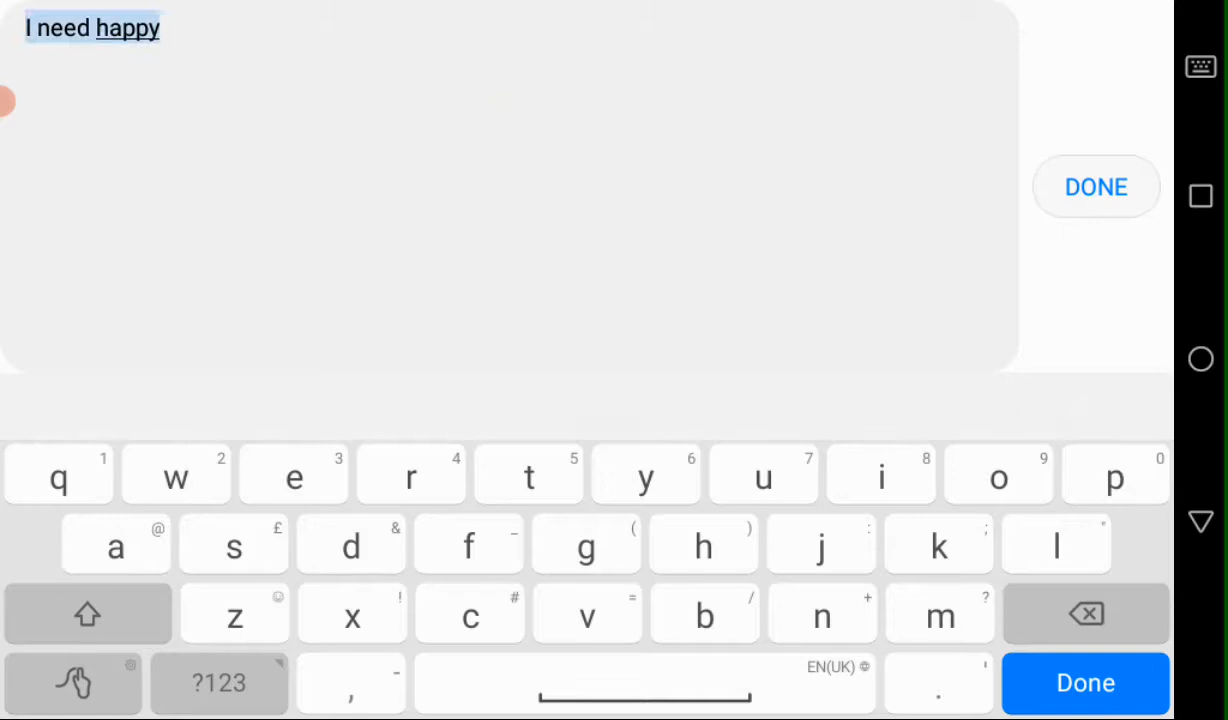 I need happy
DONE
q 1 w 2 e 3 r 4 t 5 y 6 u 7 i 8 o 9 p 0
a @ s £ d & f _ g ( h ) j : k ; l "
z x ! c # v = b / n + m ?
?123 , - EN(UK) . ' Done